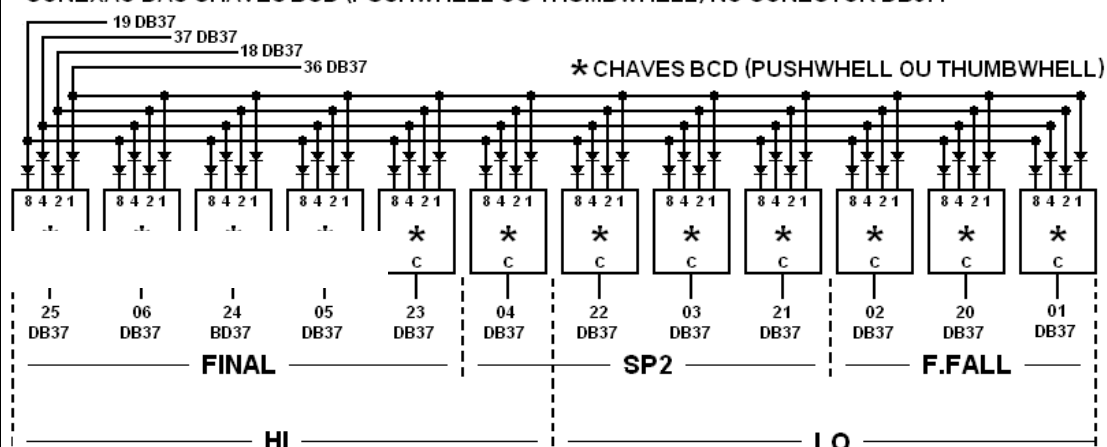 19 DB37
37 DB37
18 DB37
36 DB37
* CHAVES BCD (PUSHWHELL OU THUMBWHELL)
8 4 2 1 8 4 2 1 8 4 2 1 8 4 2 1 8 4 2 1 8 4 2 1 8 4 2 1 8 4 2 1 8 4 2 1 8 4 2 1 8 4 2 1 8 4 2 1
* * * * * * * *
C C C C C C C C
25 06 24 05 23 04 22 03 21 02 20 01
DB37 DB37 BD37 DB37 DB37 DB37 DB37 DB37 DB37 DB37 DB37 DB37
FINAL SP2 F.FALL
HI LO